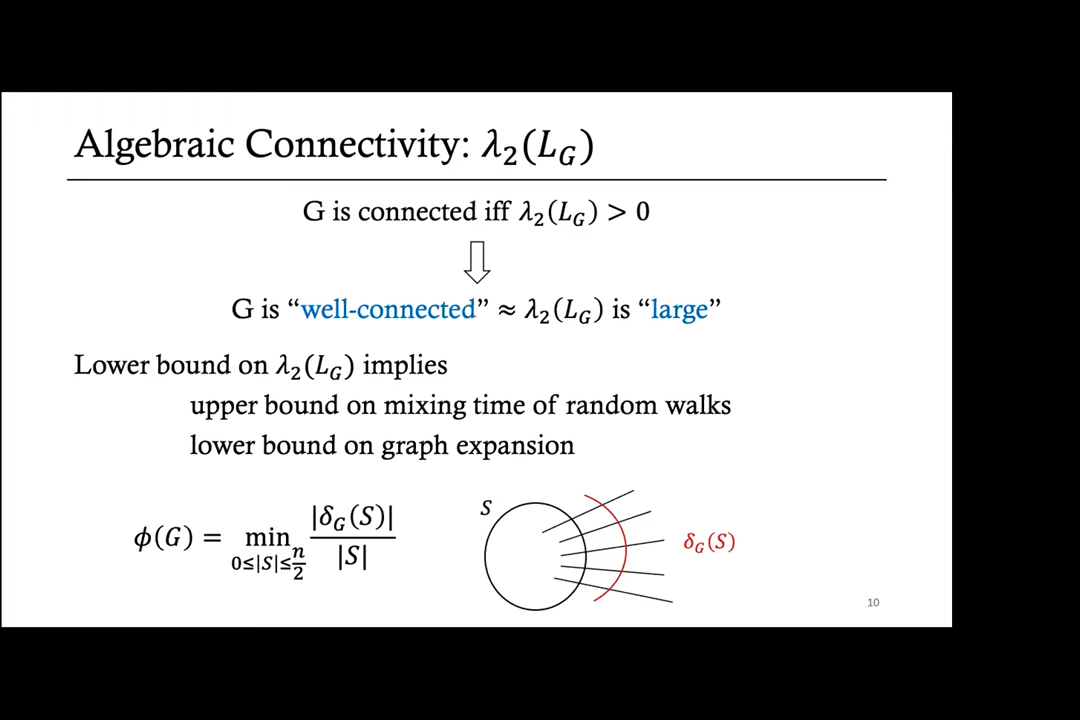 Algebraic Connectivity: λ₂(L_G)
G is connected iff λ₂(L_G) > 0
G is “well-connected” ≈ λ₂(L_G) is “large”
Lower bound on λ₂(L_G) implies
upper bound on mixing time of random walks
lower bound on graph expansion
ϕ(G) = min_{0≤|S|≤n/2} |δ_G(S)| / |S|
S
δ_G(S)
10